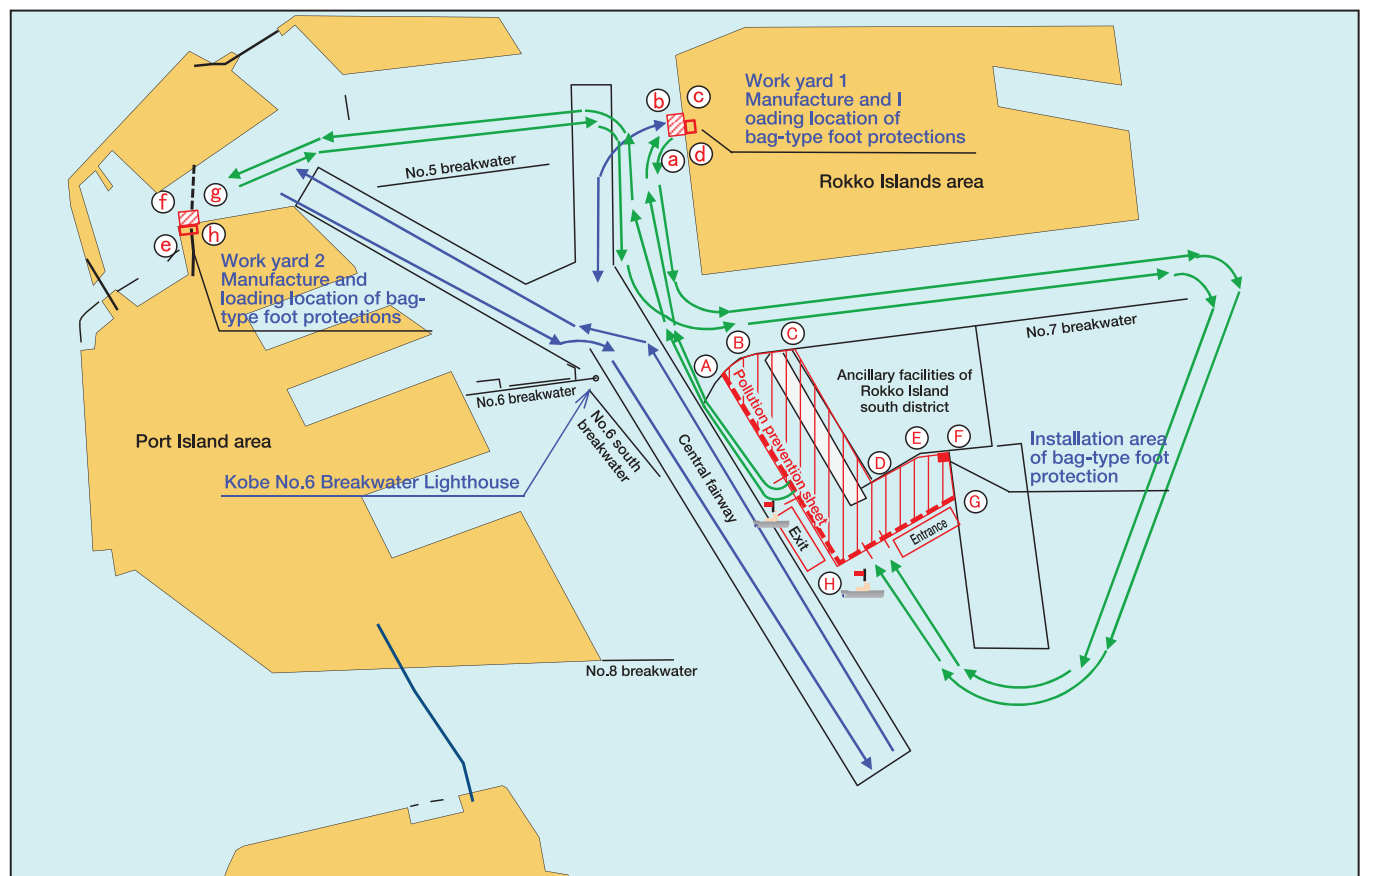 b
c
a
d
Work yard 1
Manufacture and l
oading location of
bag-type foot protections
Rokko Islands area
No.5 breakwater
f
g
e
h
Work yard 2
Manufacture and
loading location of bag-
type foot protections
No.7 breakwater
A
B
C
Ancillary facilities of
Rokko Island
south district
Pollution prevention sheet
No.6 breakwater
No.6 south
breakwater
Central fairway
Port Island area
Kobe No.6 Breakwater Lighthouse
D
E
F
G
H
Installation area
of bag-type foot
protection
Exit
Entrance
No.8 breakwater